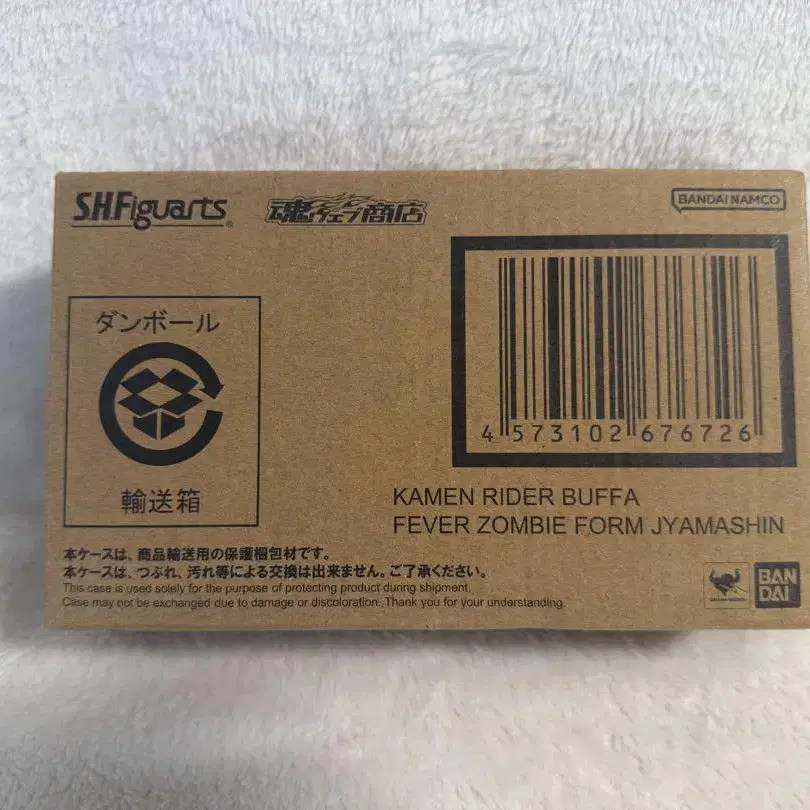 S.H.Figuarts®
魂ウェブ商店
BANDAI NAMCO
ダンボール
輸送箱
4 573102 676726
KAMEN RIDER BUFFA
FEVER ZOMBIE FORM JYAMASHIN
本ケースは、商品輸送用の保護梱包材です。
本ケースは、つぶれ、汚れ等による交換は出来ません。ご了承ください。
This case is used solely for the purpose of protecting product during shipment.
Case may not be exchanged due to damage or discoloration. Thank you for your understanding.
BAN
DAI